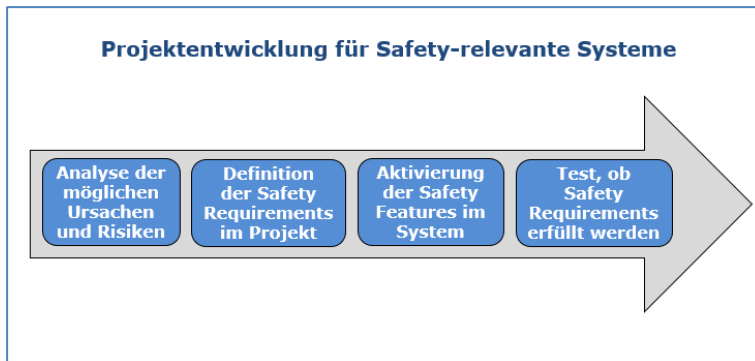 Projektentwicklung für Safety-relevante Systeme
Analyse der
möglichen
Ursachen
und Risiken
Definition
der Safety
Requirements
im Projekt
Aktivierung
der Safety
Features im
System
Test, ob
Safety
Requirements
erfüllt werden